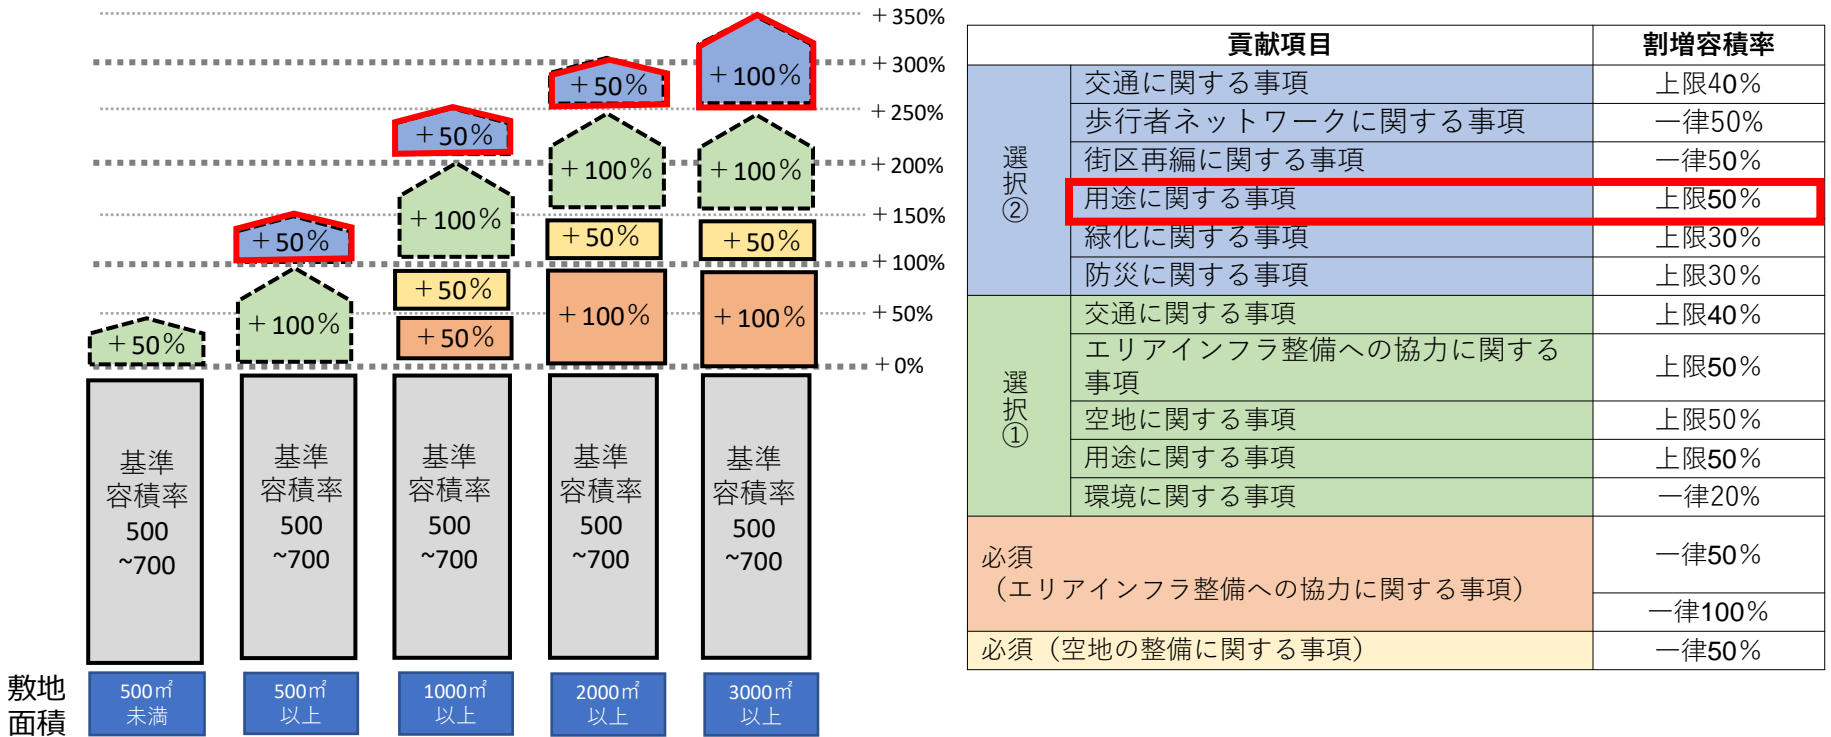 +350%
+300%
+250%
+200%
+150%
+100%
+50%
+0%
+50%
+50%
+50%
+100%
+100%
+100%
+100%
+100%
+50%
+50%
+50%
+50%
+50%
+100%
+100%
基準
容積率
500
~700
基準
容積率
500
~700
基準
容積率
500
~700
基準
容積率
500
~700
基準
容積率
500
~700
敷地
面積
500㎡
未満
500㎡
以上
1000㎡
以上
2000㎡
以上
3000㎡
以上
貢献項目 割増容積率
選択②
交通に関する事項 上限40%
歩行者ネットワークに関する事項 一律50%
街区再編に関する事項 一律50%
用途に関する事項 上限50%
緑化に関する事項 上限30%
防災に関する事項 上限30%
選択①
交通に関する事項 上限40%
エリアインフラ整備への協力に関する
事項 上限50%
空地に関する事項 上限50%
用途に関する事項 上限50%
環境に関する事項 一律20%
必須
(エリアインフラ整備への協力に関する事項)
一律50%
一律100%
必須(空地の整備に関する事項) 一律50%